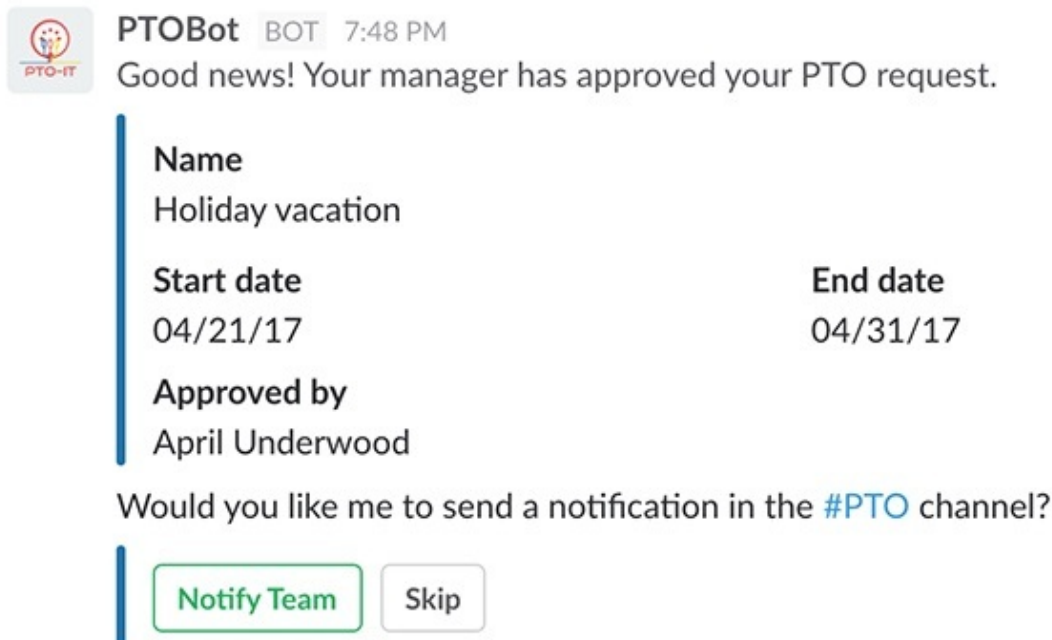 PTOBot BOT 7:48 PM
PTO-IT
Good news! Your manager has approved your PTO request.
Name
Holiday vacation
Start date End date
04/21/17 04/31/17
Approved by
April Underwood
Would you like me to send a notification in the #PTO channel?
Notify Team Skip